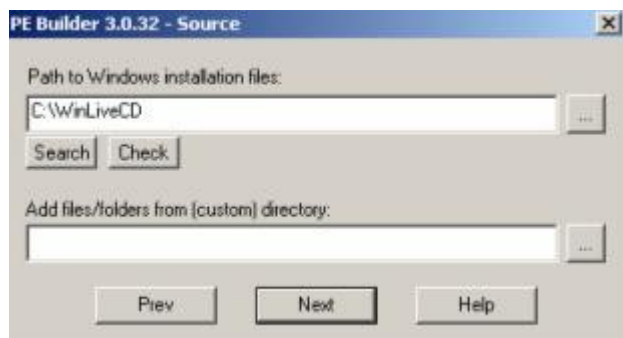 PE Builder 3.0.32 - Source
Path to Windows installation files:
C:\WinLiveCD
...
Search Check
Add files/folders from (custom) directory:
...
Prev Next Help